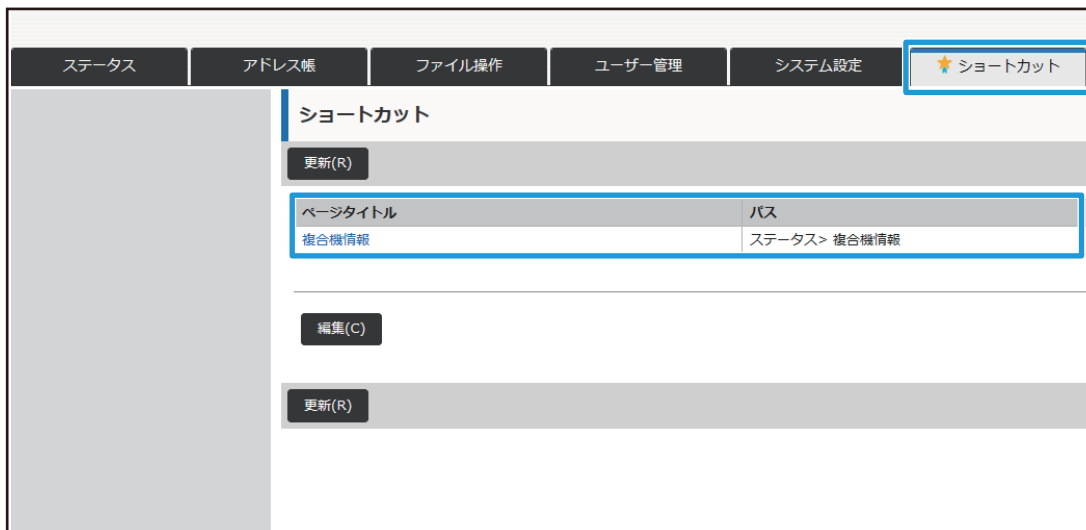 ステータス アドレス帳 ファイル操作 ユーザー管理 システム設定 ショートカット
ショートカット
更新(R)
ページタイトル パス
複合機情報 ステータス> 複合機情報
編集(C)
更新(R)